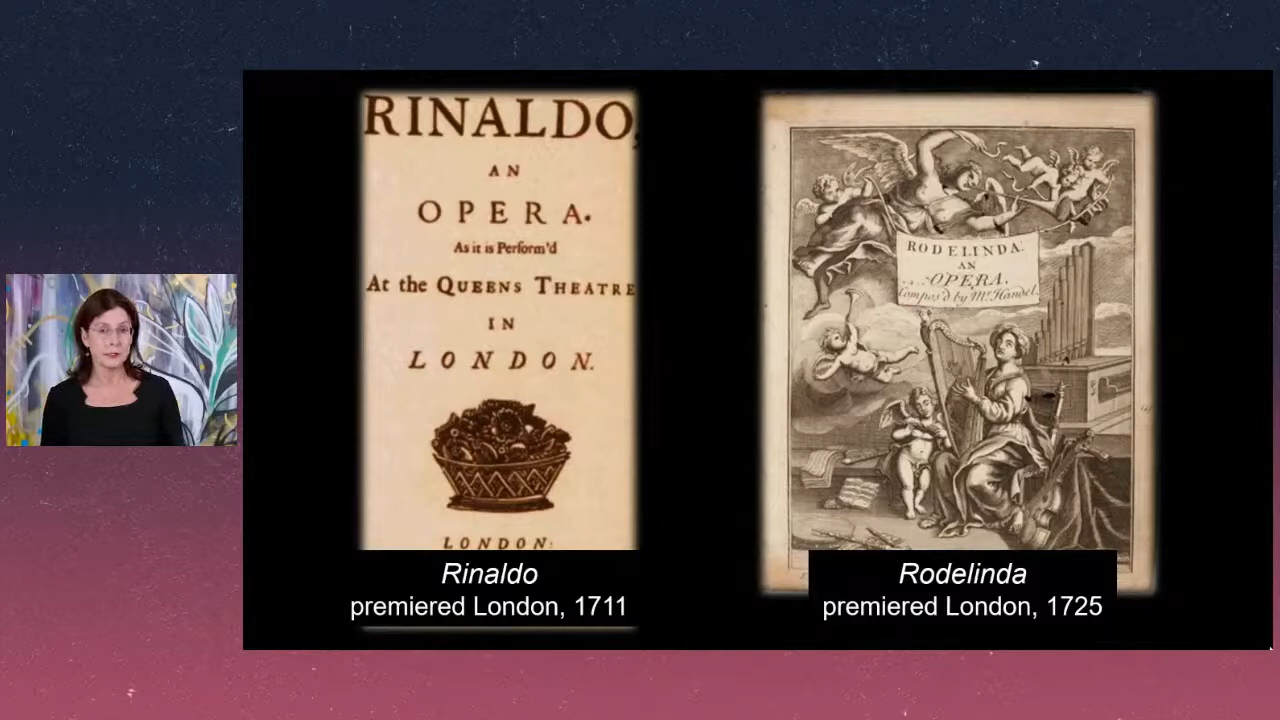 RINALDO,
AN
OPERA.
As it is Perform'd
At the QUEENS THEATRE
IN
LONDON.
LONDON:
Rinaldo
premiered London, 1711
RODELINDA.
AN
OPERA.
Compos'd by Mr. Handel.
Rodelinda
premiered London, 1725